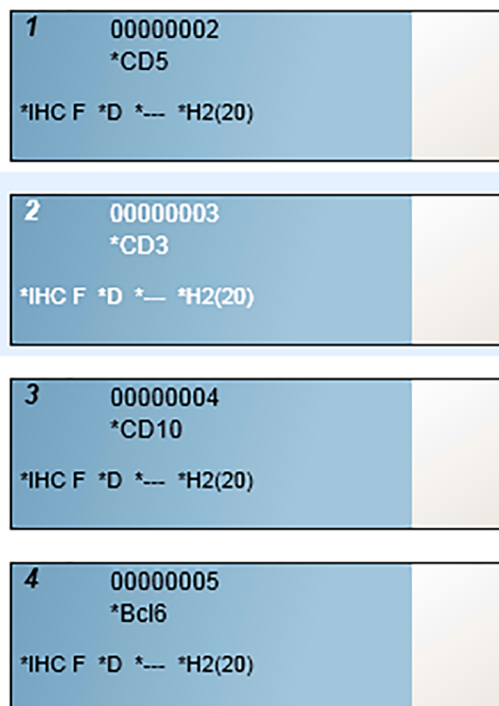 1 00000002
*CD5
*IHC F *D *--- *H2(20)
2 00000003
*CD3
*IHC F *D *--- *H2(20)
3 00000004
*CD10
*IHC F *D *--- *H2(20)
4 00000005
*Bcl6
*IHC F *D *--- *H2(20)